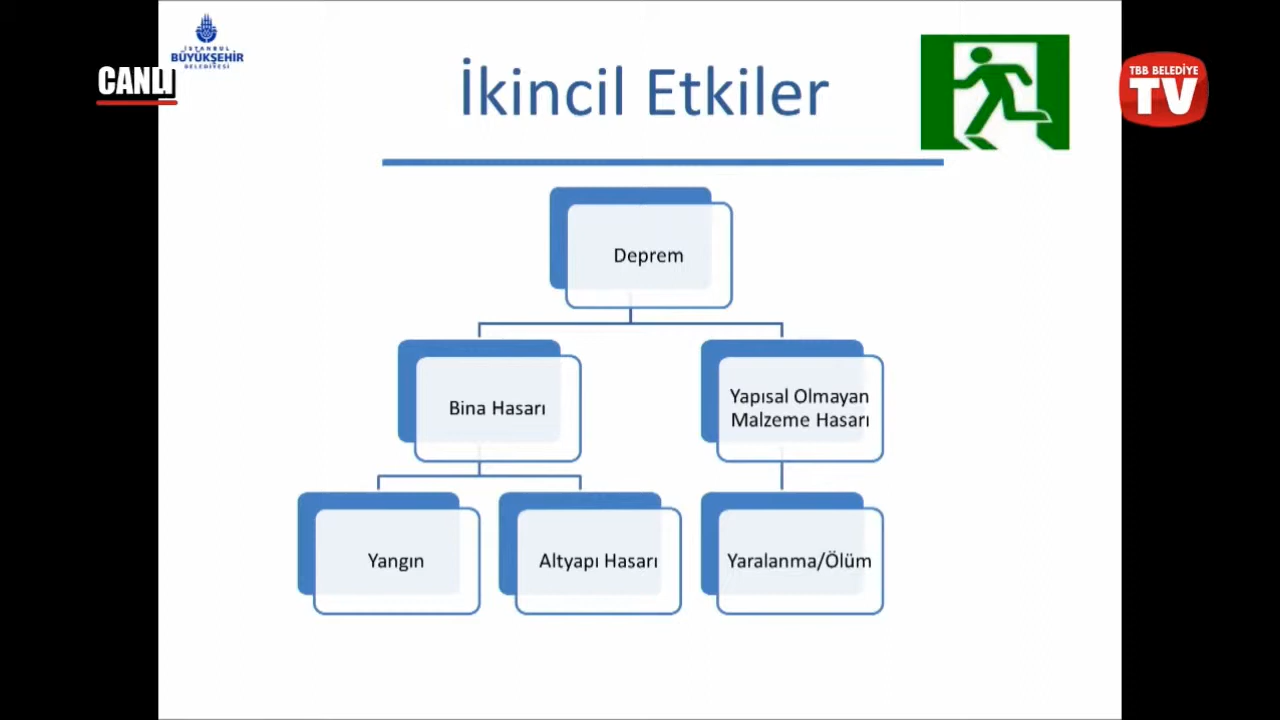 İSTANBUL
BÜYÜKŞEHİR
BELEDİYESİ
CANLI
İkincil Etkiler
TBB BELEDİYE
TV
Deprem
Bina Hasarı
Yapısal Olmayan
Malzeme Hasarı
Yangın
Altyapı Hasarı
Yaralanma/Ölüm